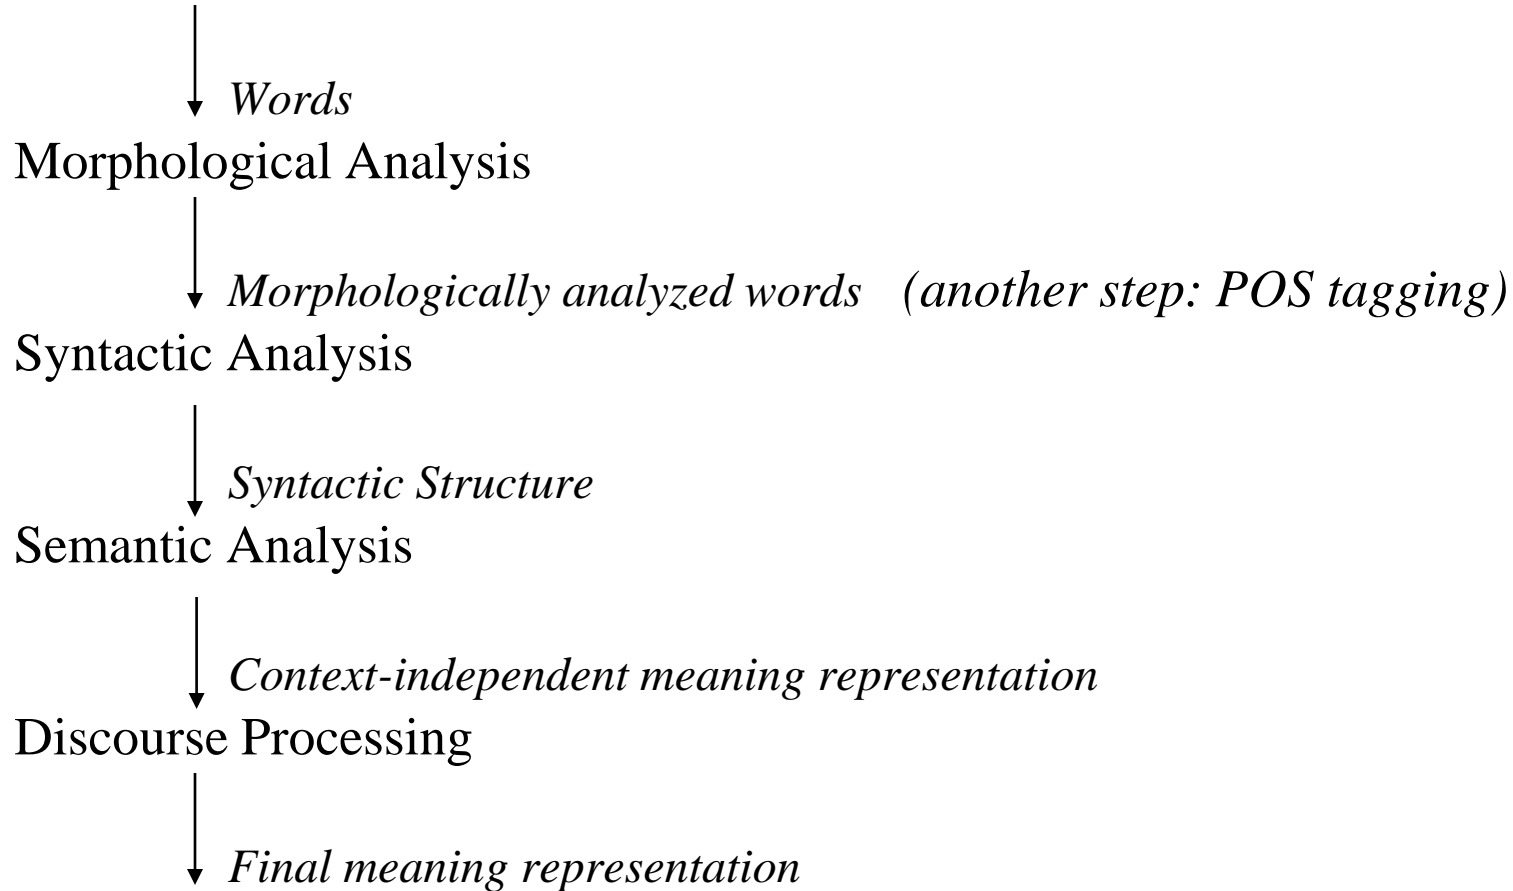 Words
Morphological Analysis
Morphologically analyzed words (another step: POS tagging)
Syntactic Analysis
Syntactic Structure
Semantic Analysis
Context-independent meaning representation
Discourse Processing
Final meaning representation